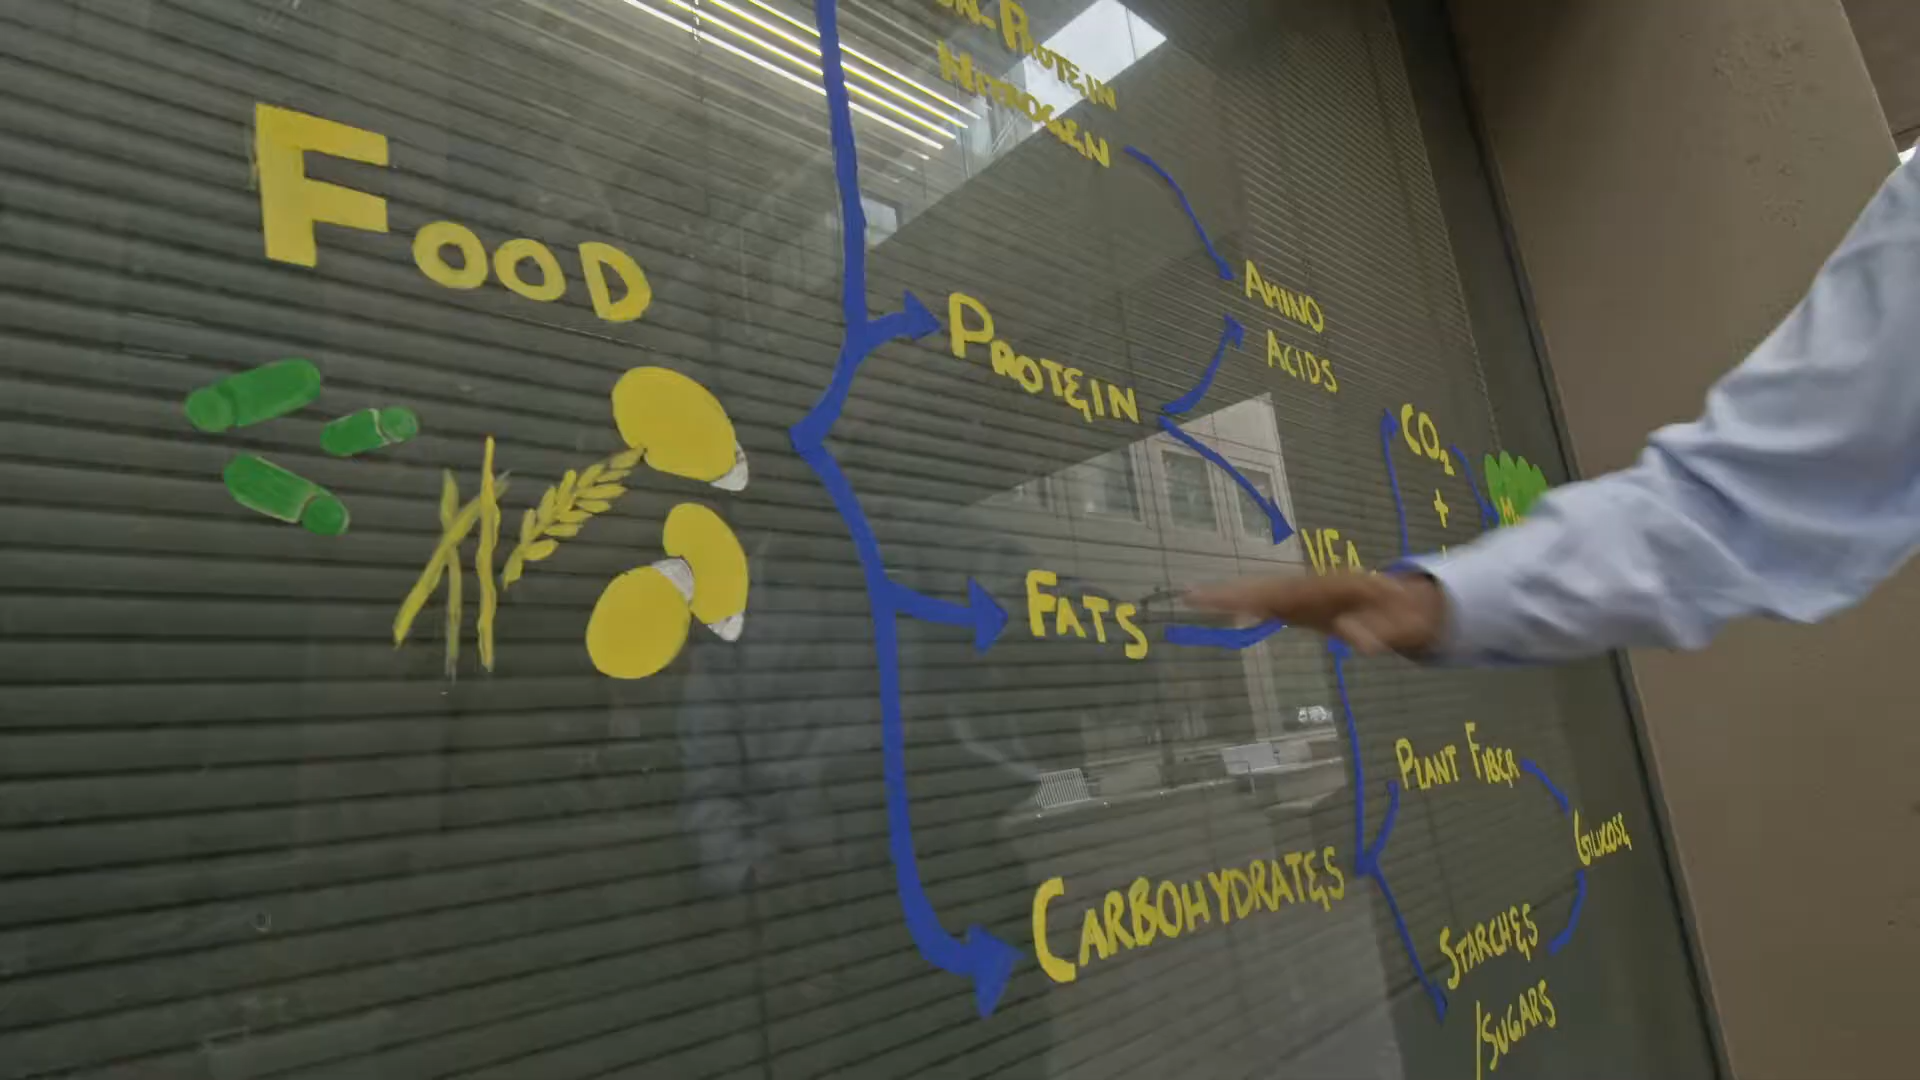 Protein
Nitrogen
Food
Amino
Acids
Protein
CO2
+
VFA
Fats
Plant Fiber
Glucose
Carbohydrates
Starches
/Sugars